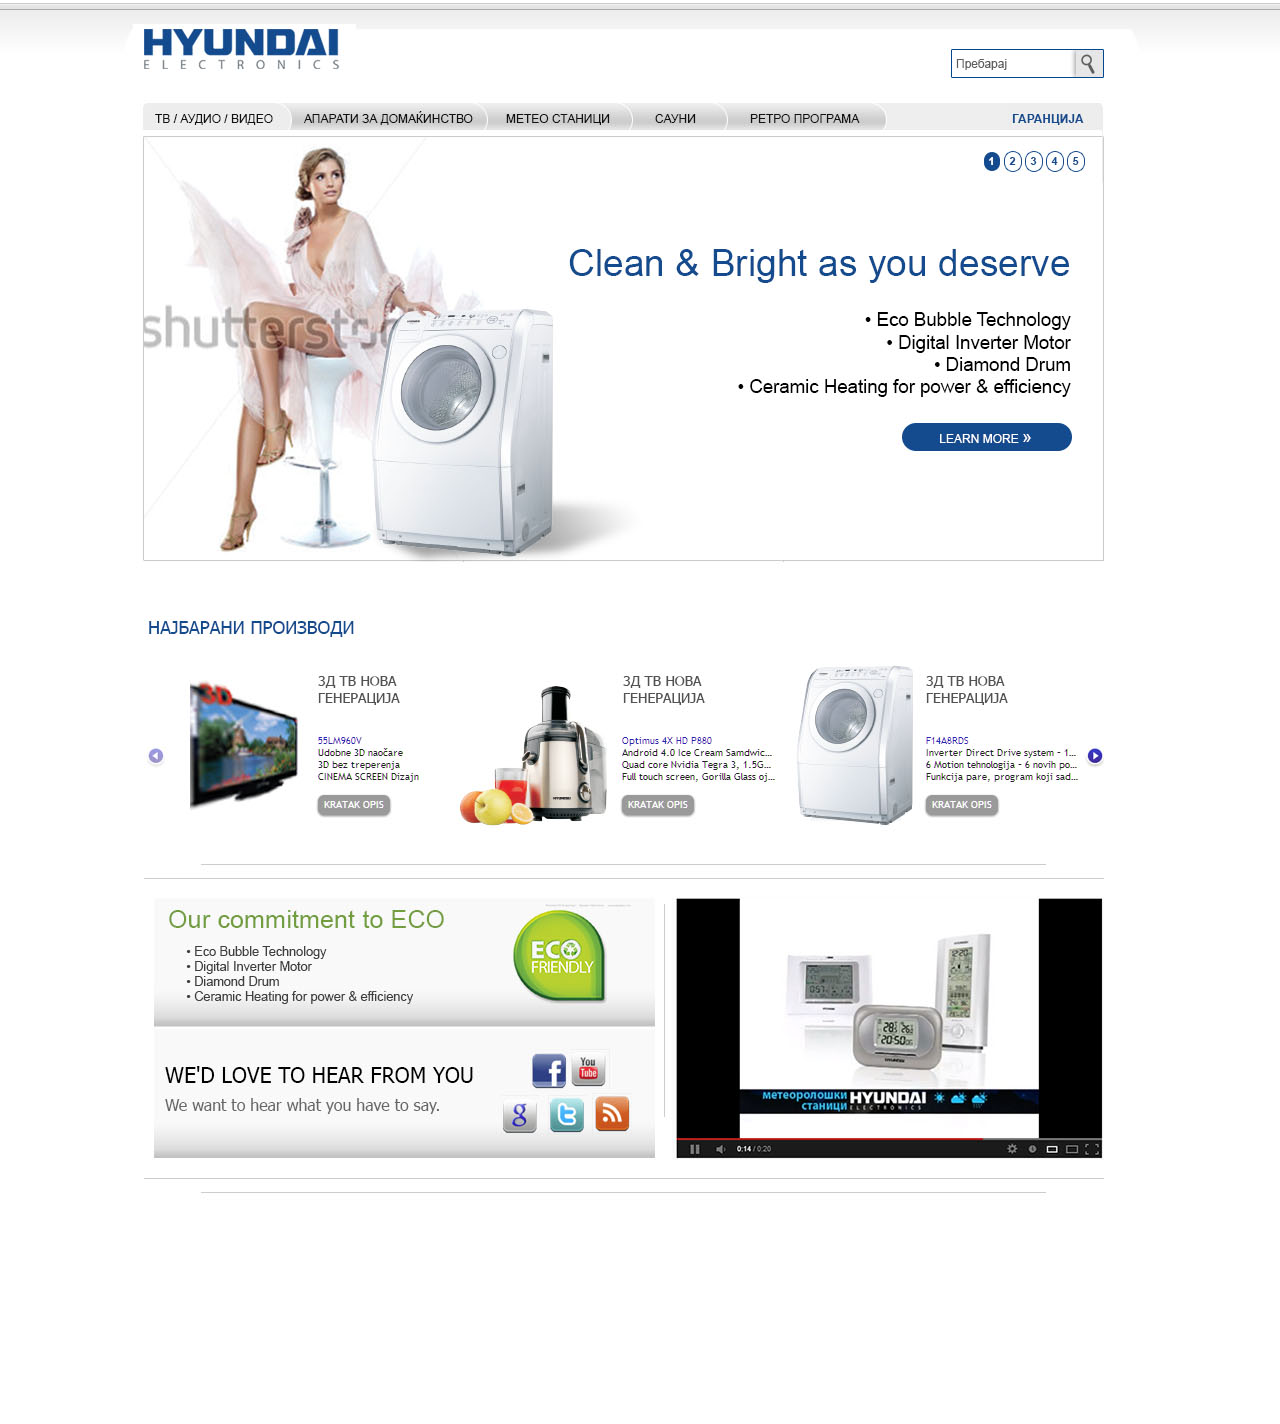 HYUNDAI
ELECTRONICS
Пребарај
ТВ / АУДИО / ВИДЕО
АПАРАТИ ЗА ДОМАЌИНСТВО
МЕТЕО СТАНИЦИ
САУНИ
РЕТРО ПРОГРАМА
ГАРАНЦИЈА
1 2 3 4 5
shutterst
Clean & Bright as you deserve
• Eco Bubble Technology
• Digital Inverter Motor
• Diamond Drum
• Ceramic Heating for power & efficiency
LEARN MORE »
НАЈБАРАНИ ПРОИЗВОДИ
3D
3Д ТВ НОВА
ГЕНЕРАЦИЈА
55LM960V
Udobne 3D naočare
3D bez treperenja
CINEMA SCREEN Dizajn
KRATAK OPIS
HYUNDAI
3Д ТВ НОВА
ГЕНЕРАЦИЈА
Optimus 4X HD P880
Android 4.0 Ice Cream Samdwic...
Quad core Nvidia Tegra 3, 1.5G...
Full touch screen, Gorilla Glass oj...
KRATAK OPIS
3Д ТВ НОВА
ГЕНЕРАЦИЈА
F14A8RDS
Inverter Direct Drive system – 1...
6 Motion tehnologija – 6 novih po...
Funkcija pare, program koji sad...
KRATAK OPIS
Our commitment to ECO
• Eco Bubble Technology
• Digital Inverter Motor
• Diamond Drum
• Ceramic Heating for power & efficiency
ECO
FRIENDLY
WE'D LOVE TO HEAR FROM YOU
We want to hear what you have to say.
f
You
Tube
g
t
HYUNDAI
20:50
метеоролошки
станици
HYUNDAI
ELECTRONICS
0:14 / 0:20